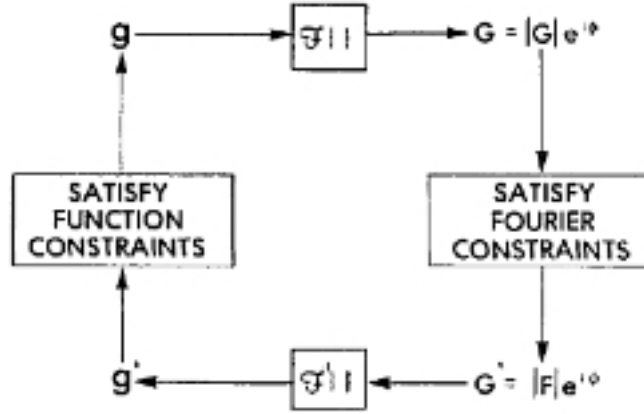 g
ℱ{ }
G = |G| e^{iφ}
SATISFY
FUNCTION
CONSTRAINTS
SATISFY
FOURIER
CONSTRAINTS
g'
ℱ⁻¹{ }
G' = |F| e^{iφ}